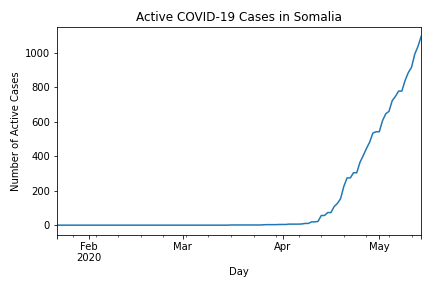 Active COVID-19 Cases in Somalia
1000
800
600
400
200
0
Number of Active Cases
Feb Mar Apr May
2020
Day